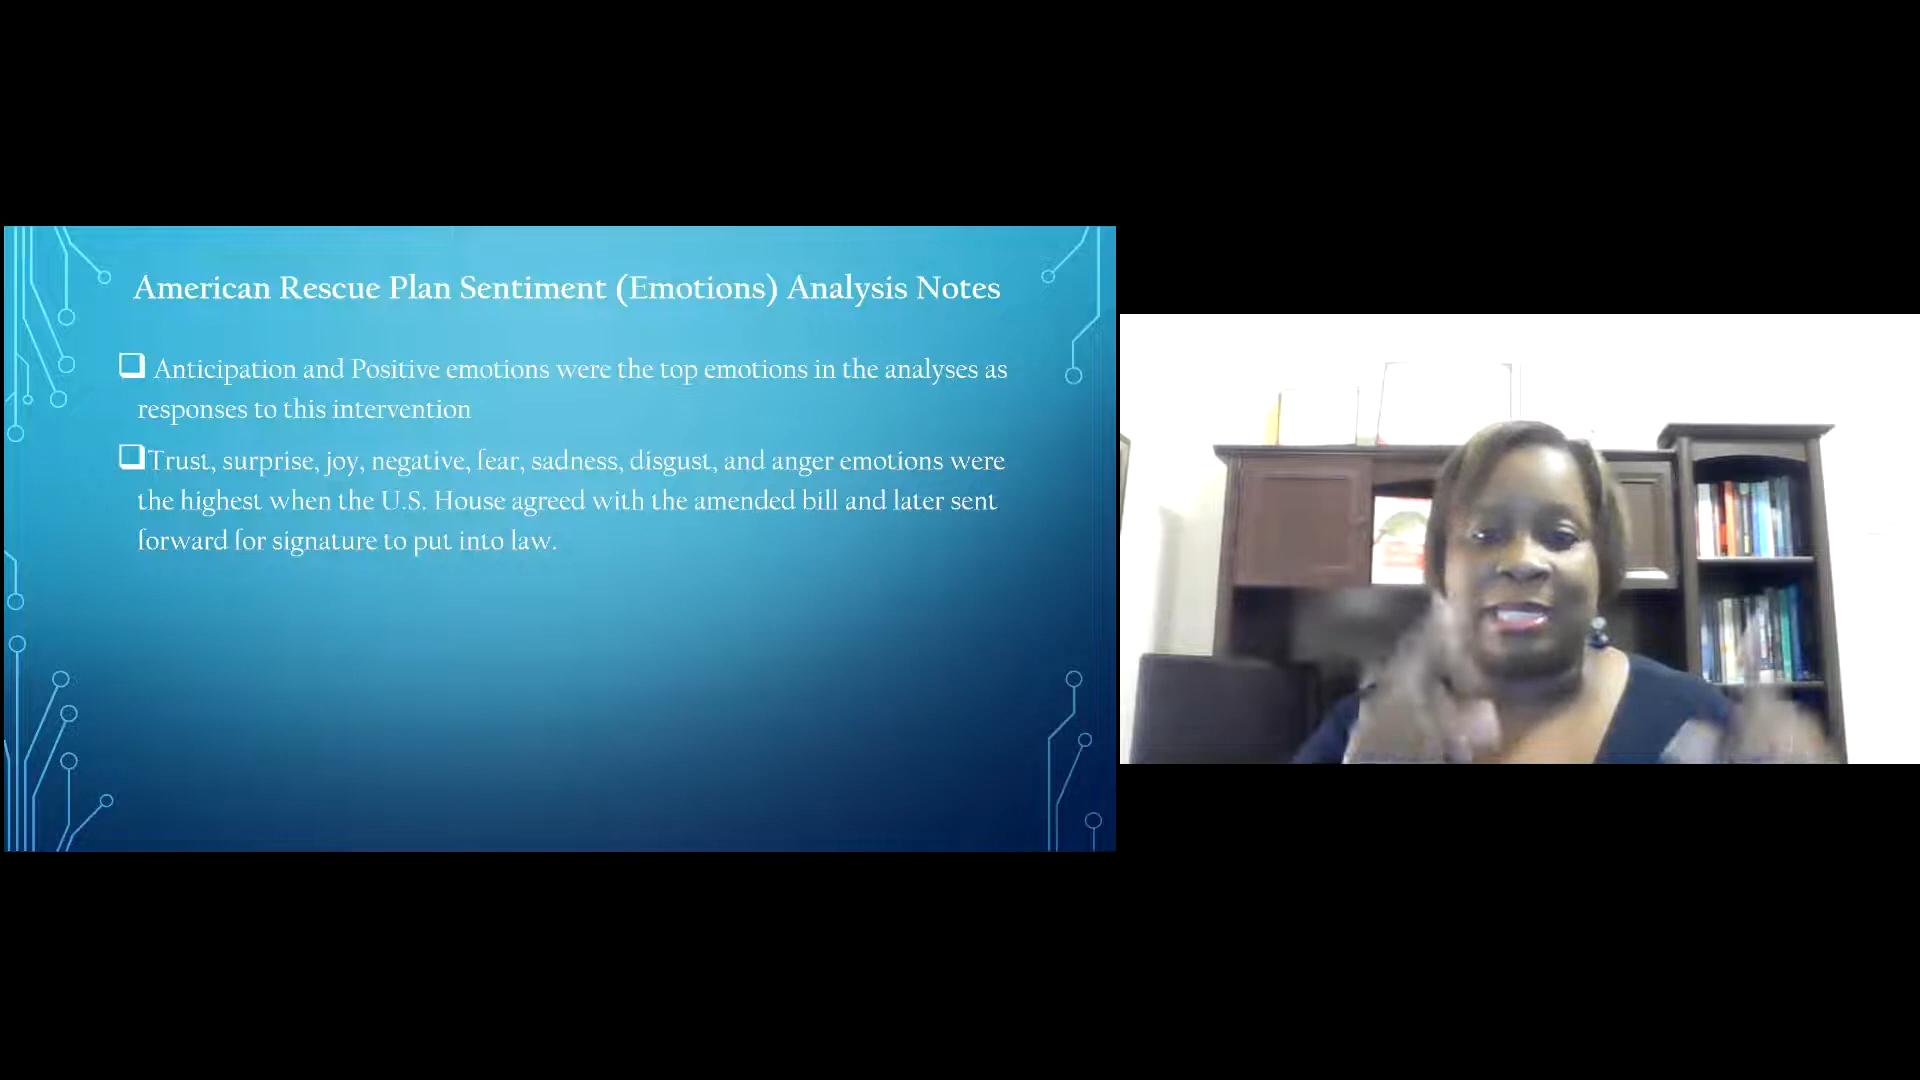 American Rescue Plan Sentiment (Emotions) Analysis Notes
Anticipation and Positive emotions were the top emotions in the analyses as
responses to this intervention
Trust, surprise, joy, negative, fear, sadness, disgust, and anger emotions were
the highest when the U.S. House agreed with the amended bill and later sent
forward for signature to put into law.